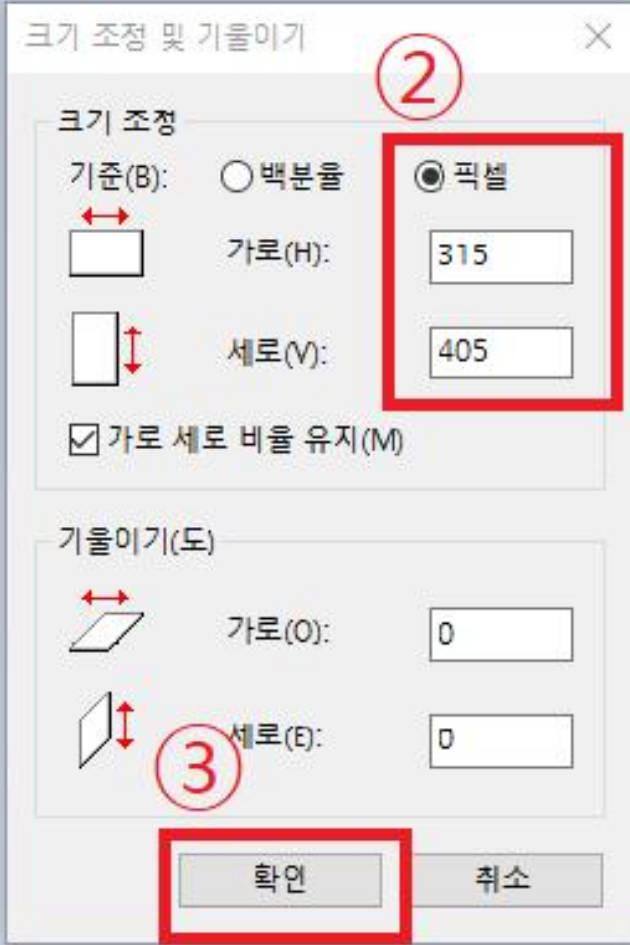 크기 조정 및 기울이기
②
크기 조정
기준(B): 백분율 픽셀
가로(H): 315
세로(V): 405
가로 세로 비율 유지(M)
기울이기(도)
가로(O): 0
세로(E): 0
③
확인 취소